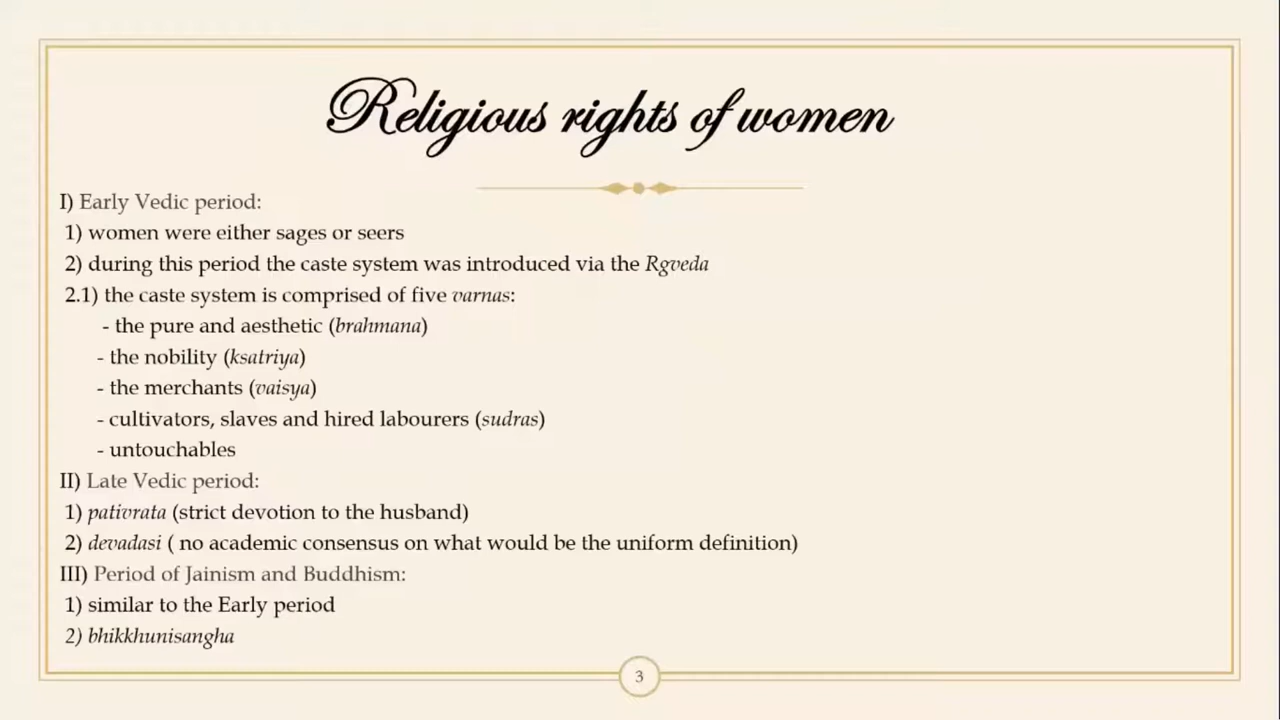 Religious rights of women
I) Early Vedic period:
1) women were either sages or seers
2) during this period the caste system was introduced via the Rgveda
2.1) the caste system is comprised of five varnas:
- the pure and aesthetic (brahmana)
- the nobility (ksatriya)
- the merchants (vaisya)
- cultivators, slaves and hired labourers (sudras)
- untouchables
II) Late Vedic period:
1) pativrata (strict devotion to the husband)
2) devadasi ( no academic consensus on what would be the uniform definition)
III) Period of Jainism and Buddhism:
1) similar to the Early period
2) bhikkhunisangha
3